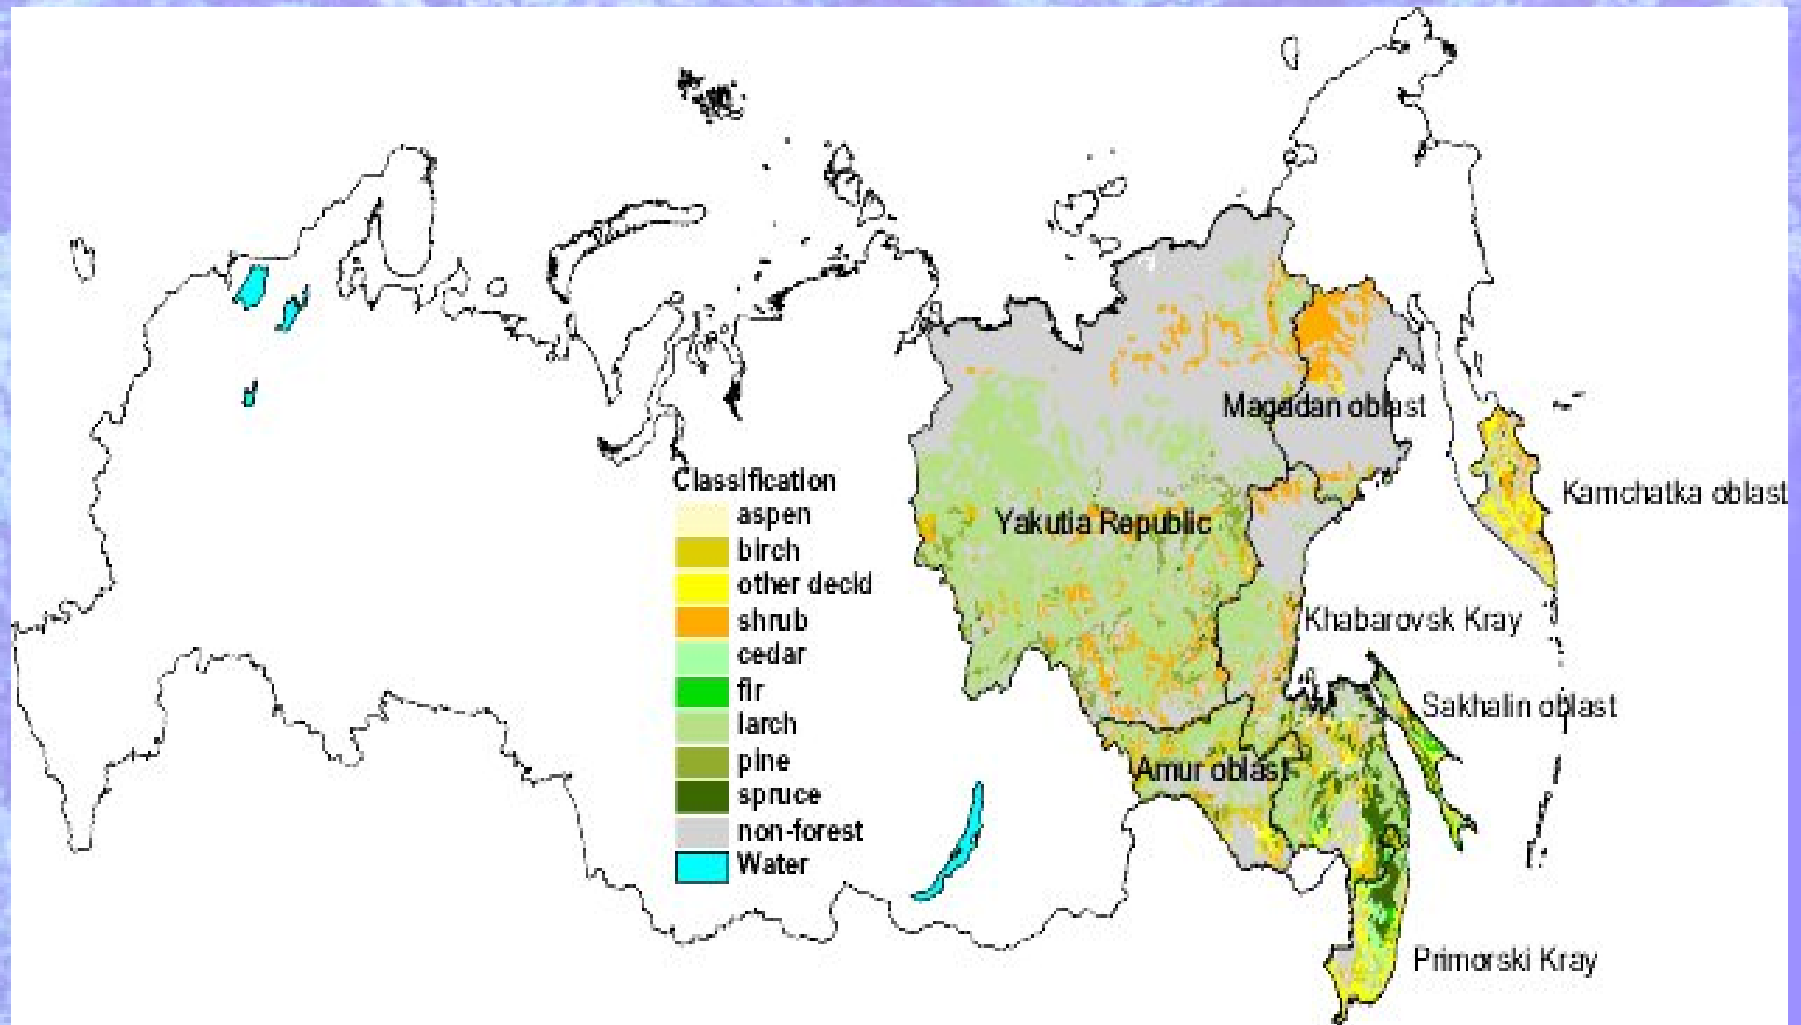 Magadan oblast
Classification
aspen
birch
other decid
shrub
cedar
fir
larch
pine
spruce
non-forest
Water
Kamchatka oblast
Yakutia Republic
Khabarovsk Kray
Sakhalin oblast
Amur oblast
Primorski Kray